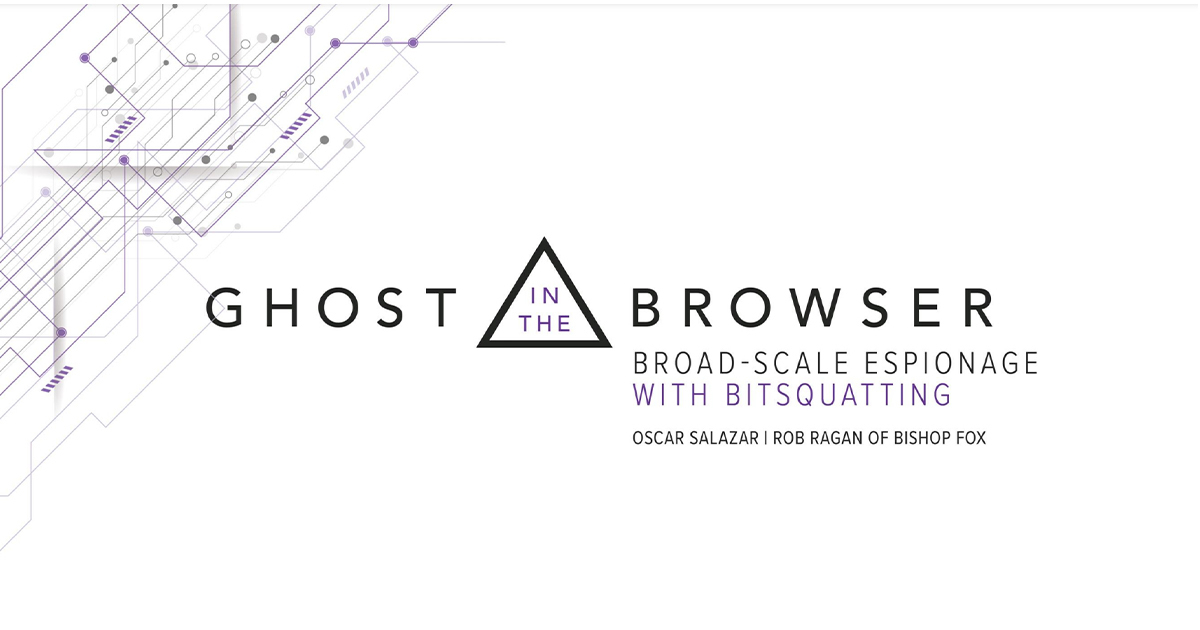 GHOST IN THE BROWSER
BROAD-SCALE ESPIONAGE
WITH BITSQUATTING
OSCAR SALAZAR | ROB RAGAN OF BISHOP FOX